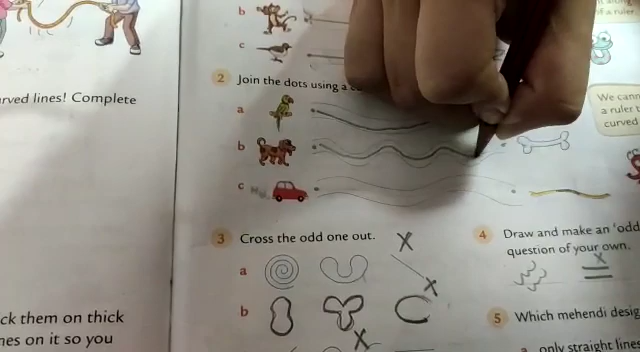 b
c
2 Join the dots using a
rved lines! Complete
a
b
c
We cann
a ruler t
curved
3 Cross the odd one out. X
a
X
b
X
4 Draw and make an 'odd
question of your own.
X
5 Which mehendi desig
a only straight lines
ck them on thick
nes on it so you
f a ruler